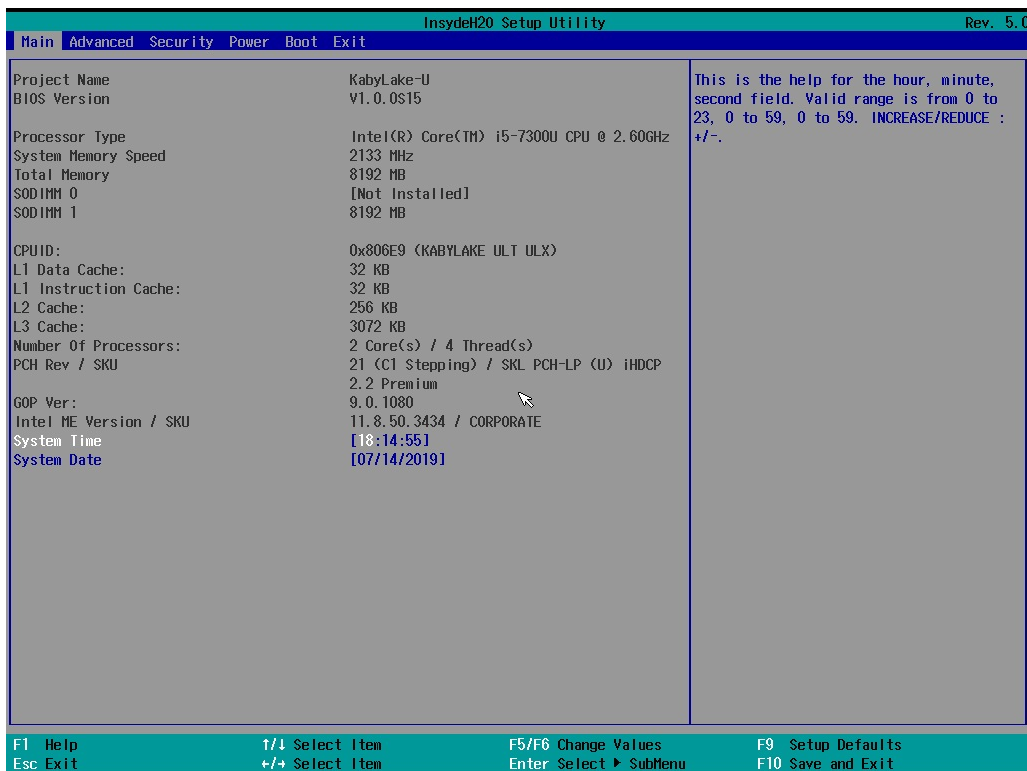 InsydeH20 Setup Utility Rev. 5.0
Main Advanced Security Power Boot Exit
Project Name KabyLake-U
BIOS Version V1.0.0S15
Processor Type Intel(R) Core(TM) i5-7300U CPU @ 2.60GHz
System Memory Speed 2133 MHz
Total Memory 8192 MB
SODIMM 0 [Not Installed]
SODIMM 1 8192 MB
CPUID: 0x806E9 (KABYLAKE ULT ULX)
L1 Data Cache: 32 KB
L1 Instruction Cache: 32 KB
L2 Cache: 256 KB
L3 Cache: 3072 KB
Number Of Processors: 2 Core(s) / 4 Thread(s)
PCH Rev / SKU 21 (C1 Stepping) / SKL PCH-LP (U) iHDCP
2.2 Premium
GOP Ver: 9.0.1080
Intel ME Version / SKU 11.8.50.3434 / CORPORATE
System Time [18:14:55]
System Date [07/14/2019]
This is the help for the hour, minute,
second field. Valid range is from 0 to
23, 0 to 59, 0 to 59. INCREASE/REDUCE :
+/-.
F1 Help ↑/↓ Select Item F5/F6 Change Values F9 Setup Defaults
Esc Exit ←/→ Select Item Enter Select ▶ SubMenu F10 Save and Exit